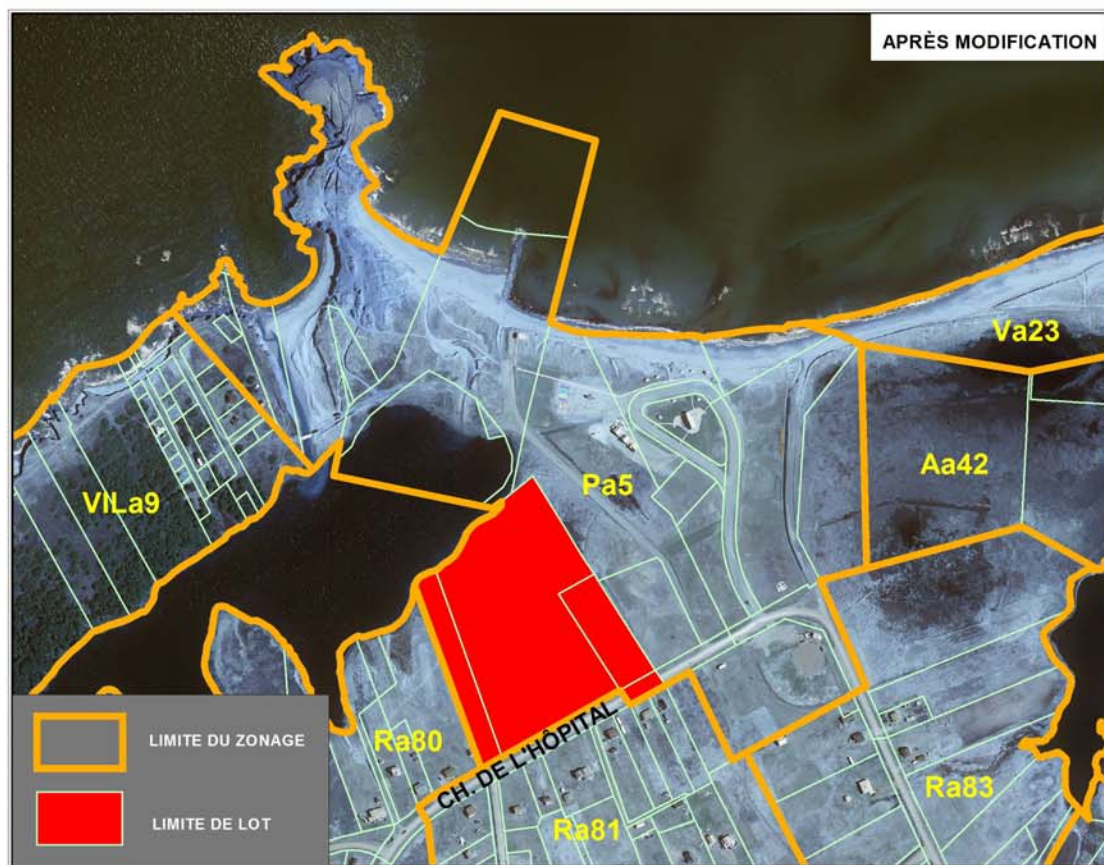 APRÈS MODIFICATION
Va23
Aa42
Pa5
VILa9
Ra80
CH. DE L'HÔPITAL
Ra83
Ra81
LIMITE DU ZONAGE
LIMITE DE LOT